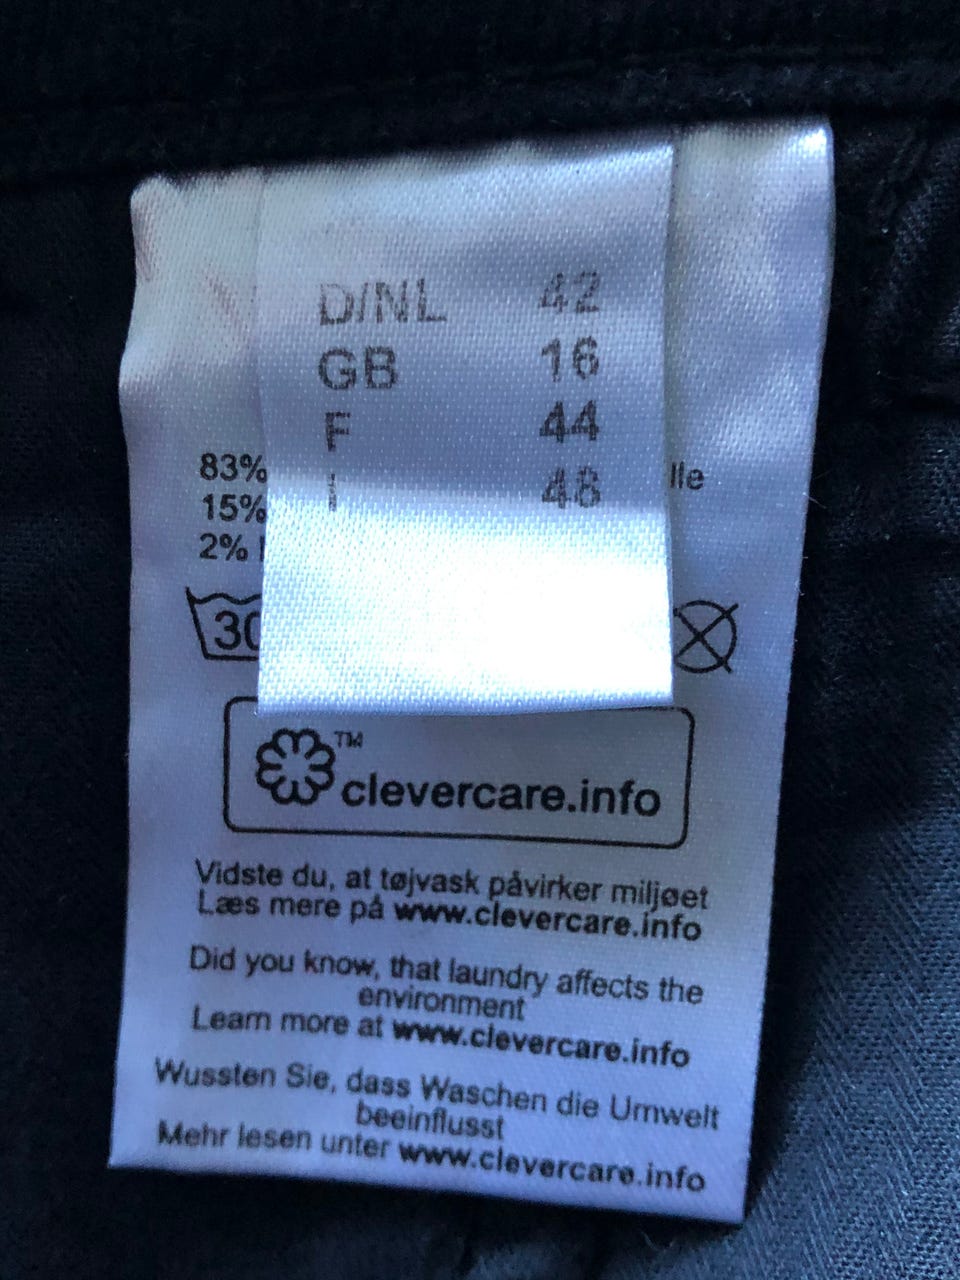 D/NL 42
GB 16
F 44
I 48
83% lle
15%
2%
30
TM
clevercare.info
Vidste du, at tøjvask påvirker miljøet
Læs mere på www.clevercare.info
Did you know, that laundry affects the
environment
Learn more at www.clevercare.info
Wussten Sie, dass Waschen die Umwelt
beeinflusst
Mehr lesen unter www.clevercare.info